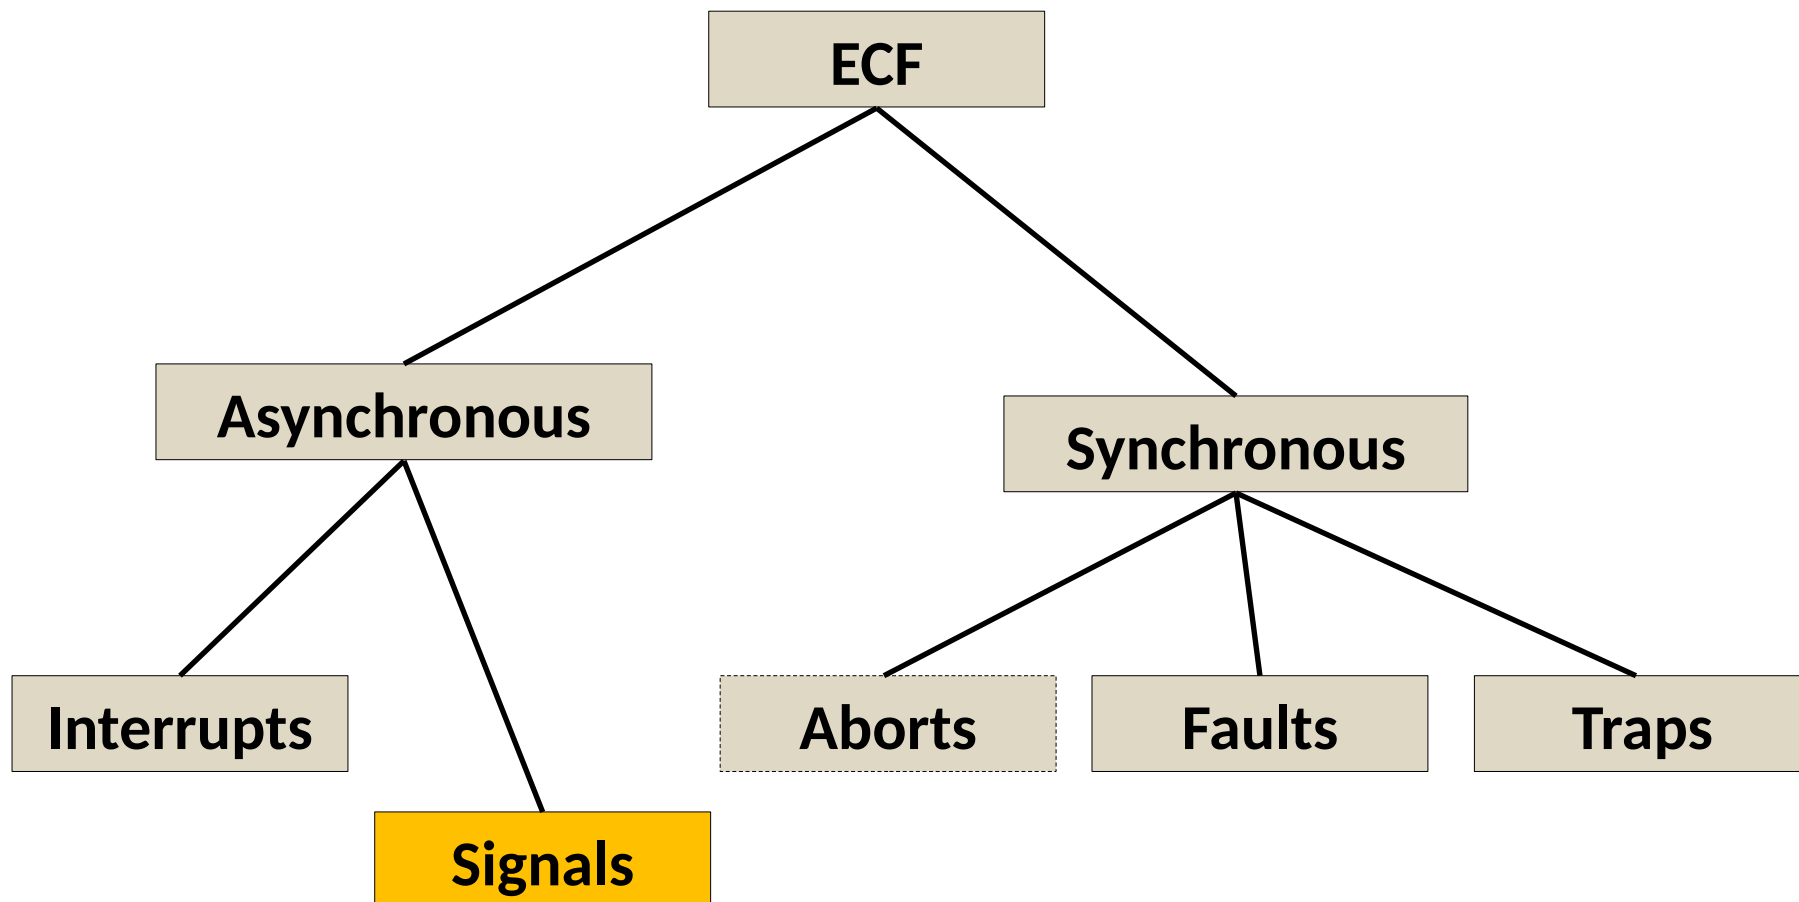 ECF
Asynchronous
Synchronous
Interrupts
Aborts
Faults
Traps
Signals